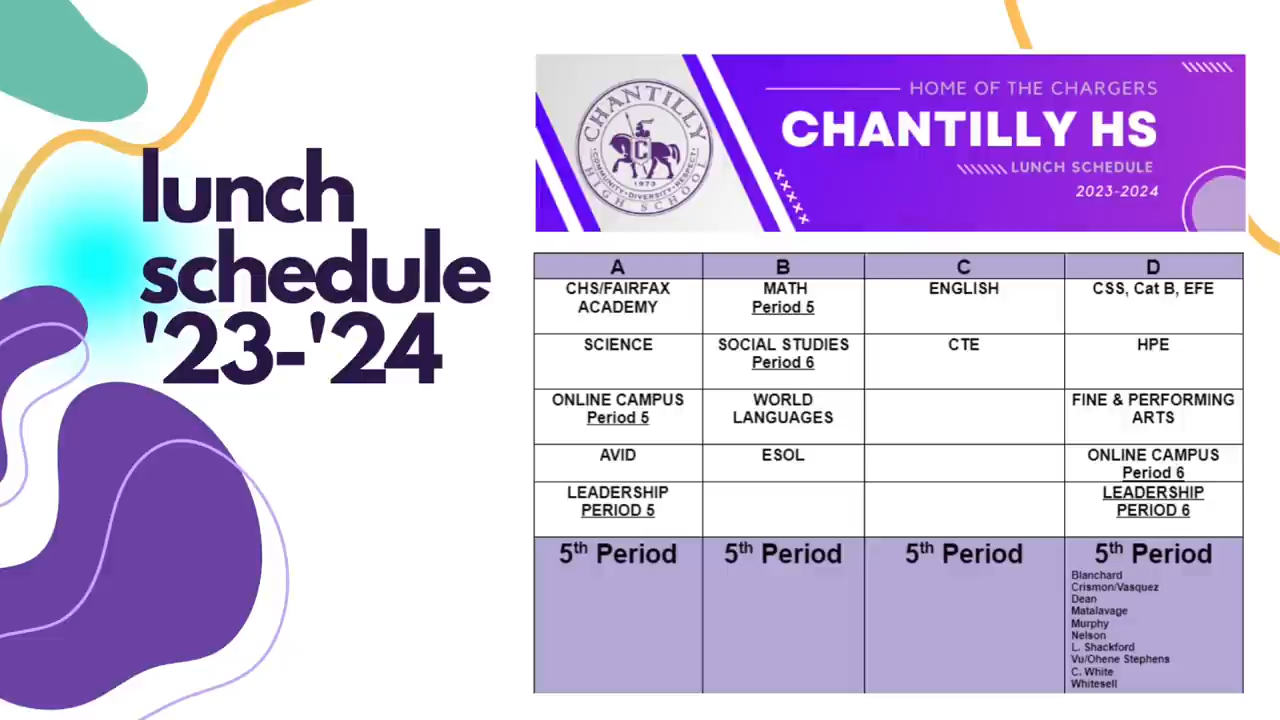 lunch
schedule
'23-'24
CHANTILLY
HIGH SCHOOL
COMMUNITY • DIVERSITY • RESPECT
C
1973
HOME OF THE CHARGERS
CHANTILLY HS
LUNCH SCHEDULE
2023-2024
A B C D
CHS/FAIRFAX
ACADEMY
MATH
Period 5
ENGLISH
CSS, Cat B, EFE
SCIENCE
SOCIAL STUDIES
Period 6
CTE
HPE
ONLINE CAMPUS
Period 5
WORLD
LANGUAGES
FINE & PERFORMING
ARTS
AVID
ESOL
ONLINE CAMPUS
Period 6
LEADERSHIP
PERIOD 5
LEADERSHIP
PERIOD 6
5th Period 5th Period 5th Period 5th Period
Blanchard
Crismon/Vasquez
Dean
Matalavage
Murphy
Nelson
L. Shackford
Vu/Ohene Stephens
C. White
Whitesell